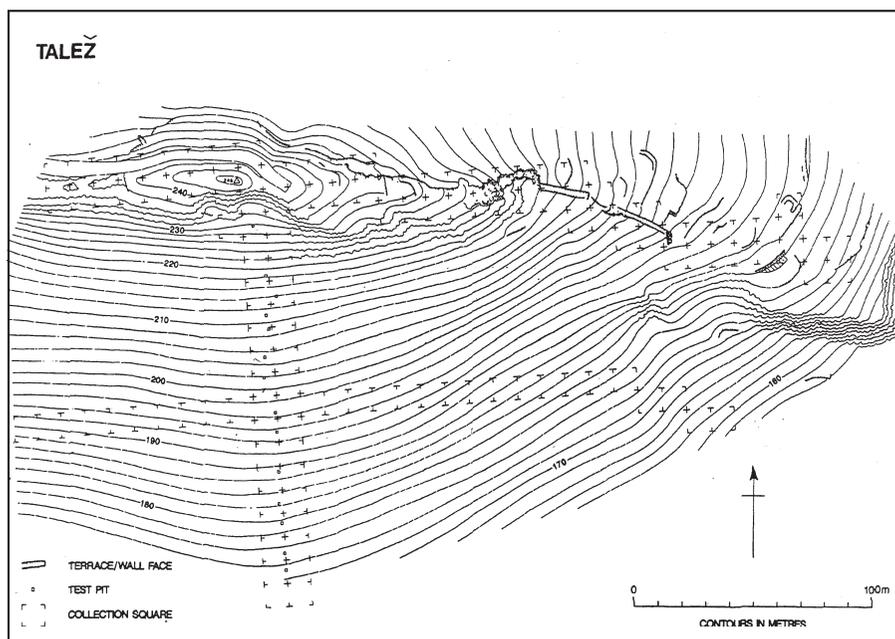 TALEŽ
240
230
220
210
200
190
180
170
160
TERRACE/WALL FACE
TEST PIT
COLLECTION SQUARE
0 100m
CONTOURS IN METRES